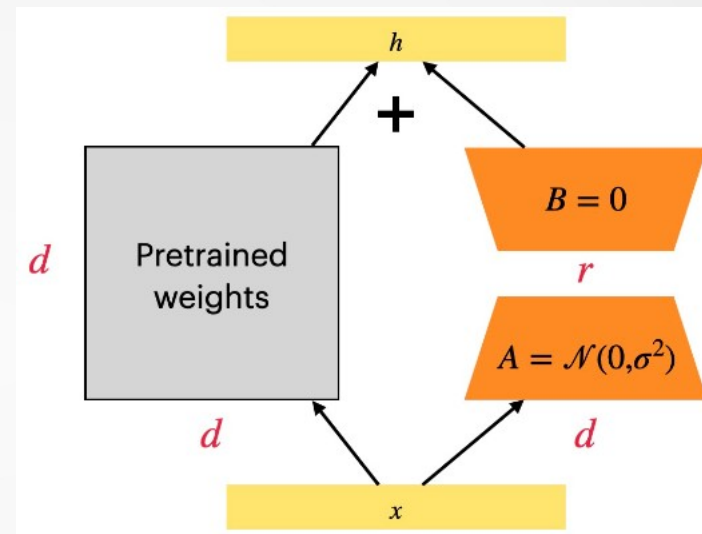 h
+
B = 0
d
Pretrained
weights
r
A = 𝒩(0,σ²)
d
d
x